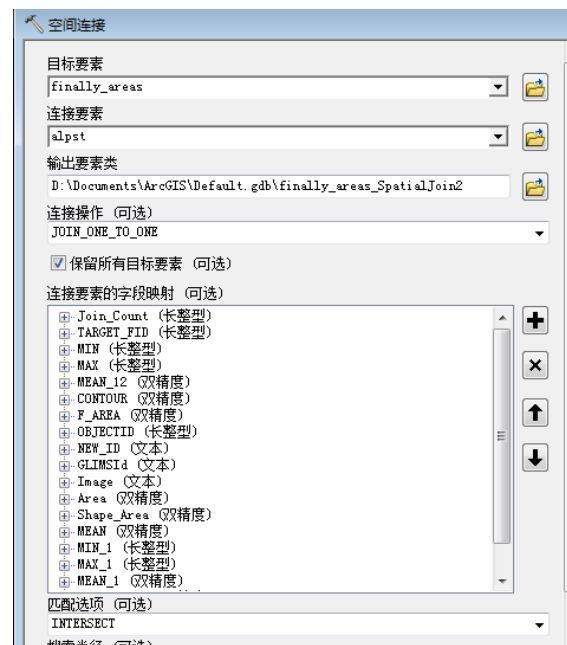 空间连接
目标要素
finally_areas
连接要素
alpst
输出要素类
D:\Documents\ArcGIS\Default.gdb\finally_areas_SpatialJoin2
连接操作 (可选)
JOIN_ONE_TO_ONE
保留所有目标要素 (可选)
连接要素的字段映射 (可选)
Join_Count (长整型)
TARGET_FID (长整型)
MIN (长整型)
MAX (长整型)
MEAN_12 (双精度)
CONTOUR (双精度)
F_AREA (双精度)
OBJECTID (长整型)
NEW_ID (文本)
GLIMSId (文本)
Image (文本)
Area (双精度)
Shape_Area (双精度)
MEAN (双精度)
MIN_1 (长整型)
MAX_1 (长整型)
MEAN_1 (双精度)
匹配选项 (可选)
INTERSECT
搜索半径 (可选)